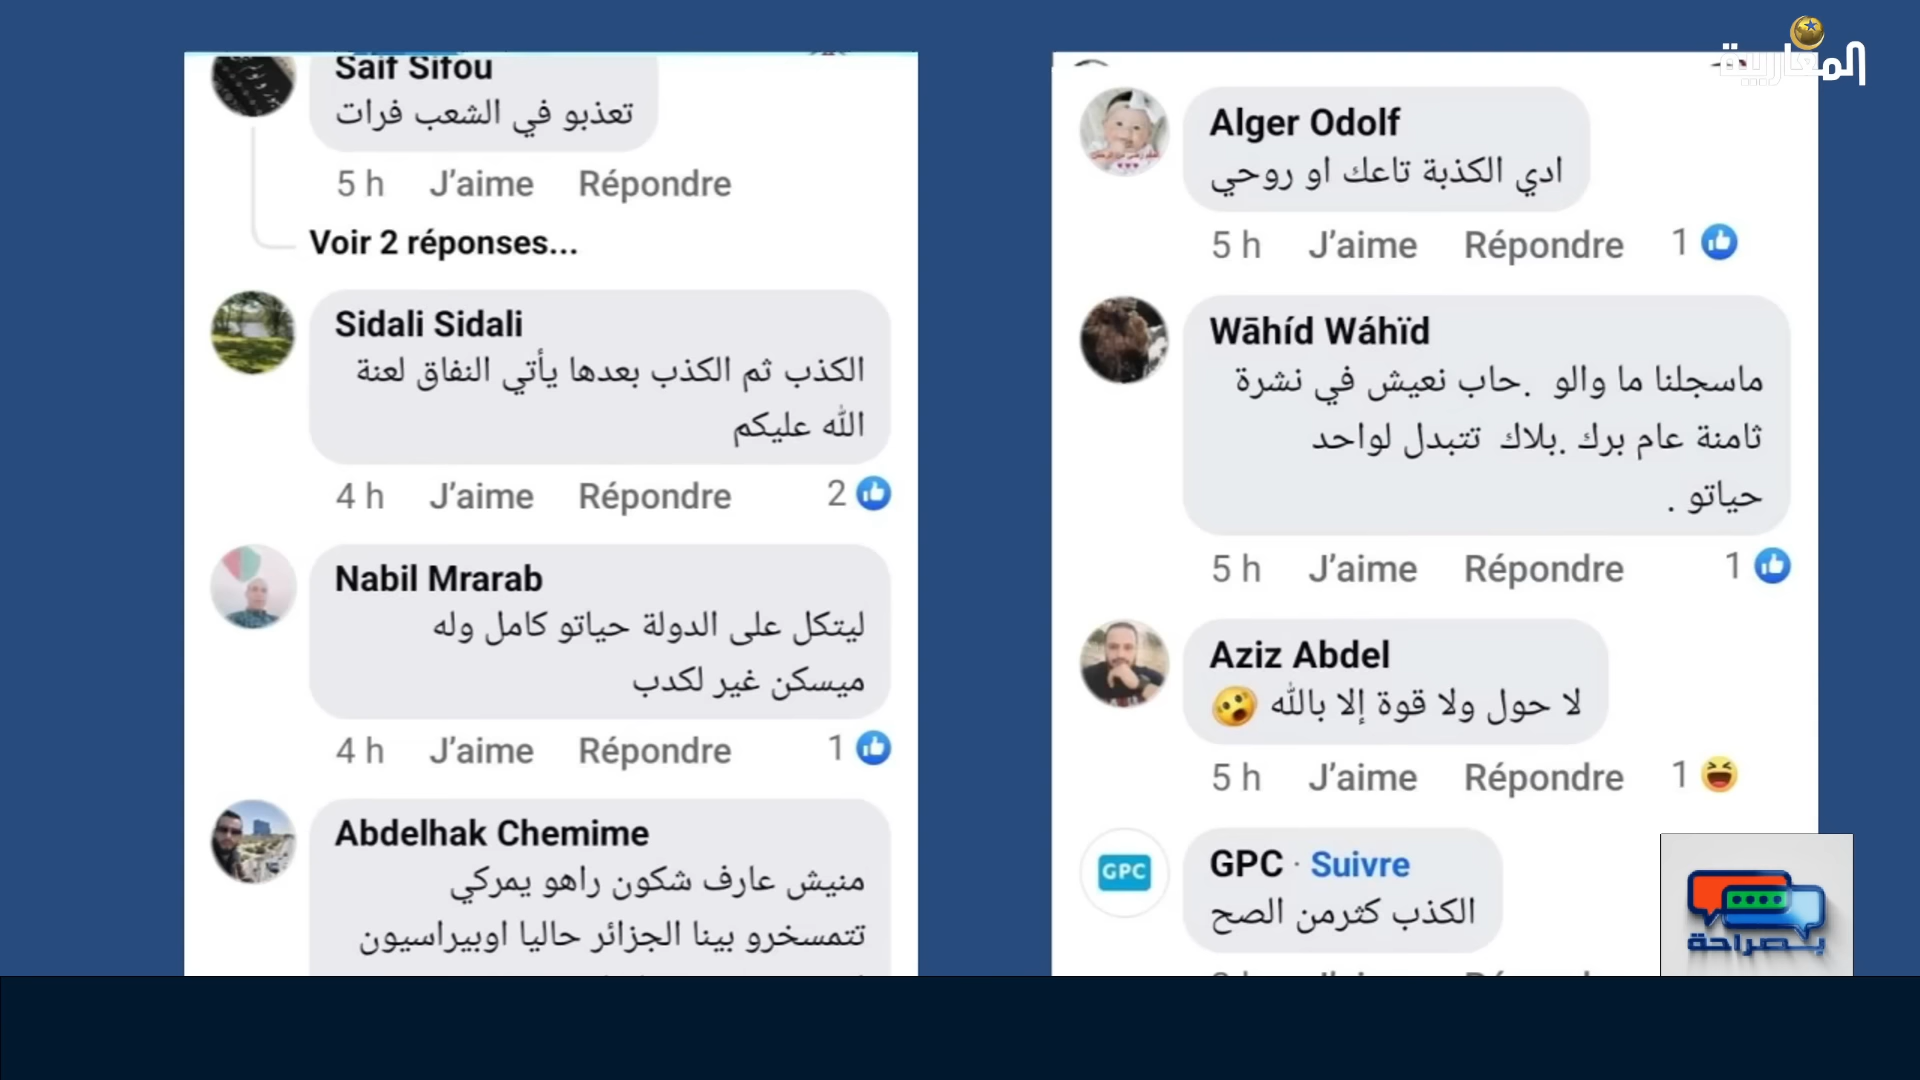 Saif Sifou
تعذبو في الشعب فرات
5 h J’aime Répondre
Voir 2 réponses...
Sidali Sidali
الكذب ثم الكذب بعدها يأتي النفاق لعنة
الله عليكم
4 h J’aime Répondre 2
Nabil Mrarab
ليتكل على الدولة حياتو كامل وله
ميسكن غير لكدب
4 h J’aime Répondre 1
Abdelhak Chemime
منيش عارف شكون راهو يمركي
تتمسخرو بينا الجزائر حاليا اوبيراسيون
المغاربية
Alger Odolf
ادي الكذبة تاعك او روحي
5 h J’aime Répondre 1
Wāhíd Wáhïd
ماسجلنا ما والو .حاب نعيش في نشرة
ثامنة عام برك .بلاك تتبدل لواحد
حياتو .
5 h J’aime Répondre 1
Aziz Abdel
لا حول ولا قوة إلا بالله 😲
5 h J’aime Répondre 1
GPC
GPC · Suivre
الكذب كثرمن الصح
بصراحة